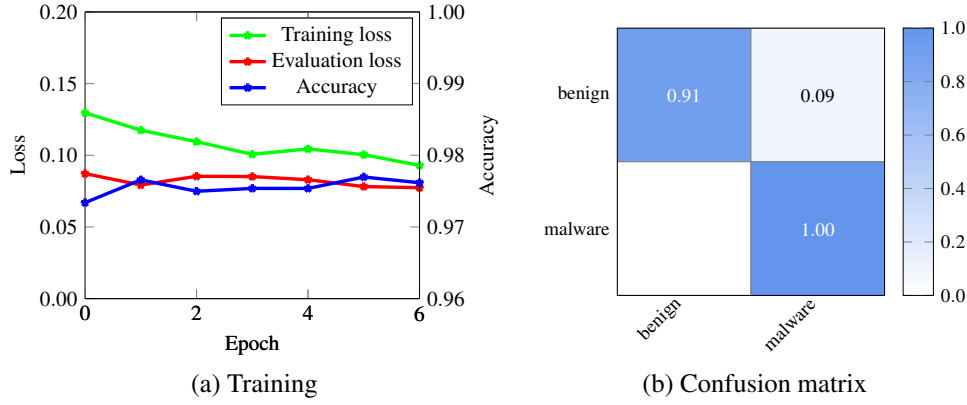 0.20
0.15
0.10
0.05
0.00
Loss
Training loss
Evaluation loss
Accuracy
1.00
0.99
0.98
0.97
0.96
Accuracy
0 2 4 6
Epoch
(a) Training
benign
malware
0.91 0.09
1.00
benign
malware
1.0
0.8
0.6
0.4
0.2
0.0
(b) Confusion matrix